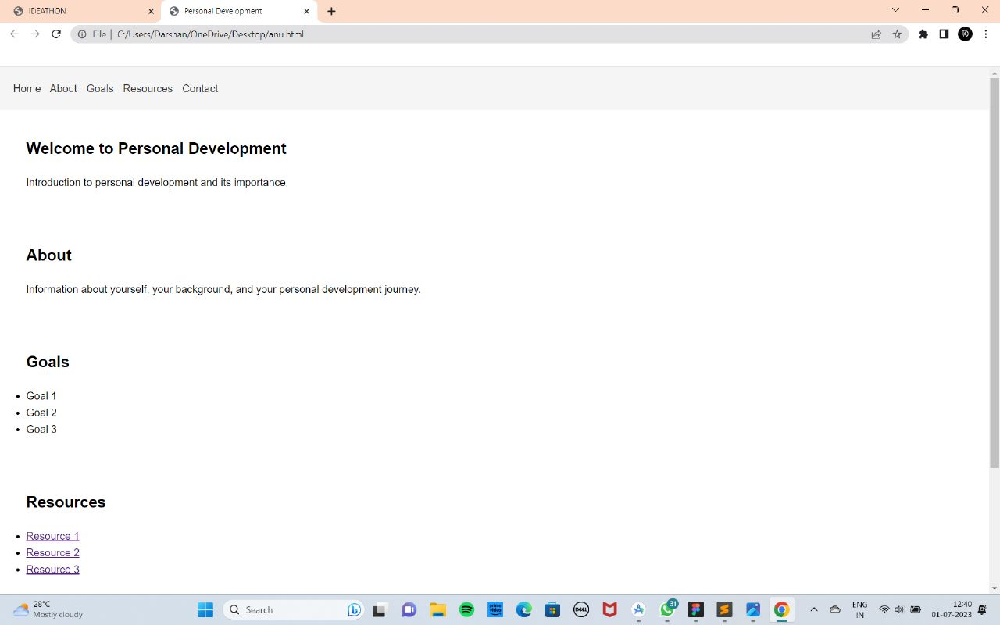 IDEATHON
Personal Development
File | C:/Users/Darshan/OneDrive/Desktop/anu.html
Home About Goals Resources Contact
Welcome to Personal Development
Introduction to personal development and its importance.
About
Information about yourself, your background, and your personal development journey.
Goals
• Goal 1
• Goal 2
• Goal 3
Resources
• Resource 1
• Resource 2
• Resource 3
28°C
Mostly cloudy
Search
prime video
DELL
31
ENG
IN
12:40
01-07-2023